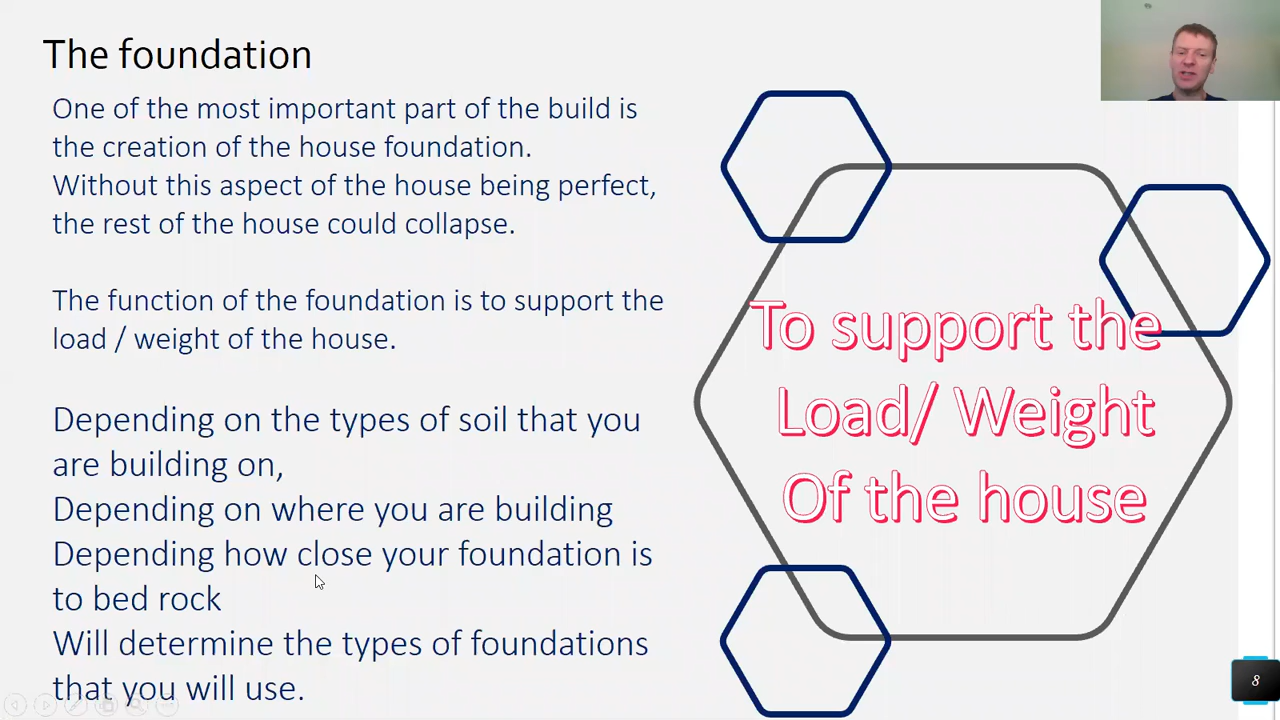 The foundation
One of the most important part of the build is
the creation of the house foundation.
Without this aspect of the house being perfect,
the rest of the house could collapse.
The function of the foundation is to support the
load / weight of the house.
Depending on the types of soil that you
are building on,
Depending on where you are building
Depending how close your foundation is
to bed rock
Will determine the types of foundations
that you will use.
To support the
Load/ Weight
Of the house
8